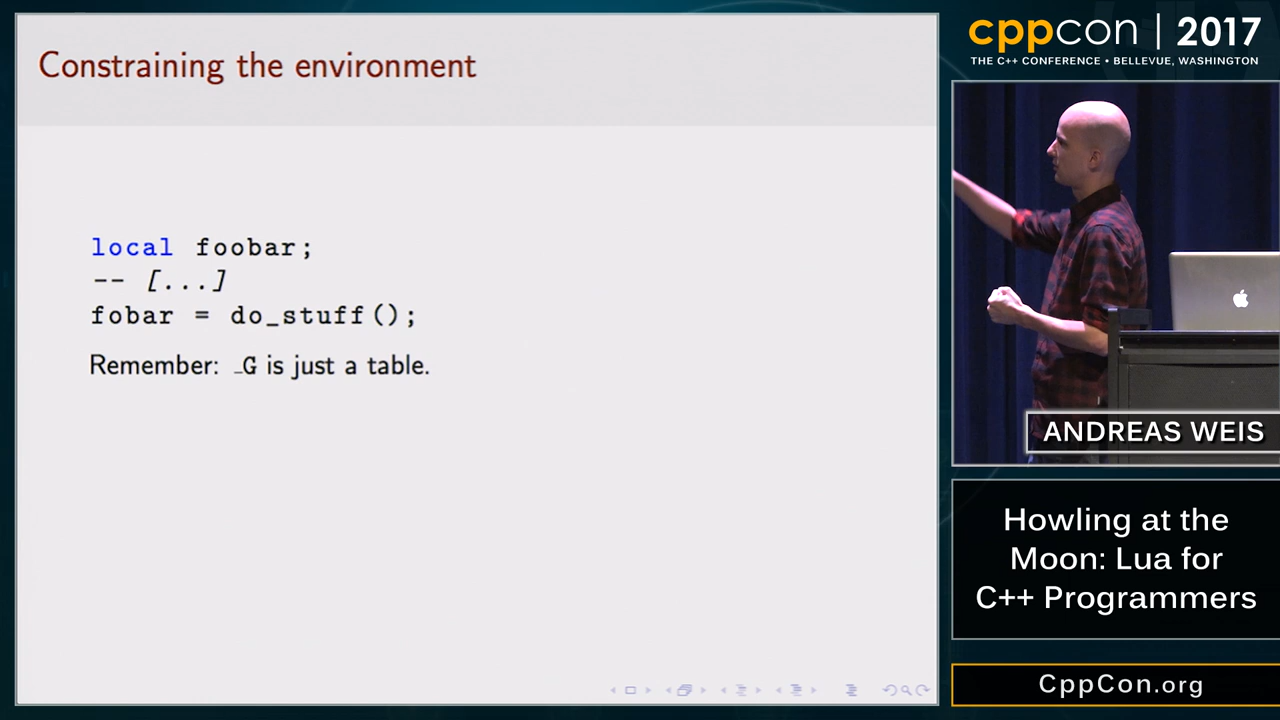 Constraining the environment
local foobar;
-- [...]
fobar = do_stuff();
Remember: _G is just a table.
cppcon | 2017
THE C++ CONFERENCE • BELLEVUE, WASHINGTON
ANDREAS WEIS
Howling at the
Moon: Lua for
C++ Programmers
CppCon.org